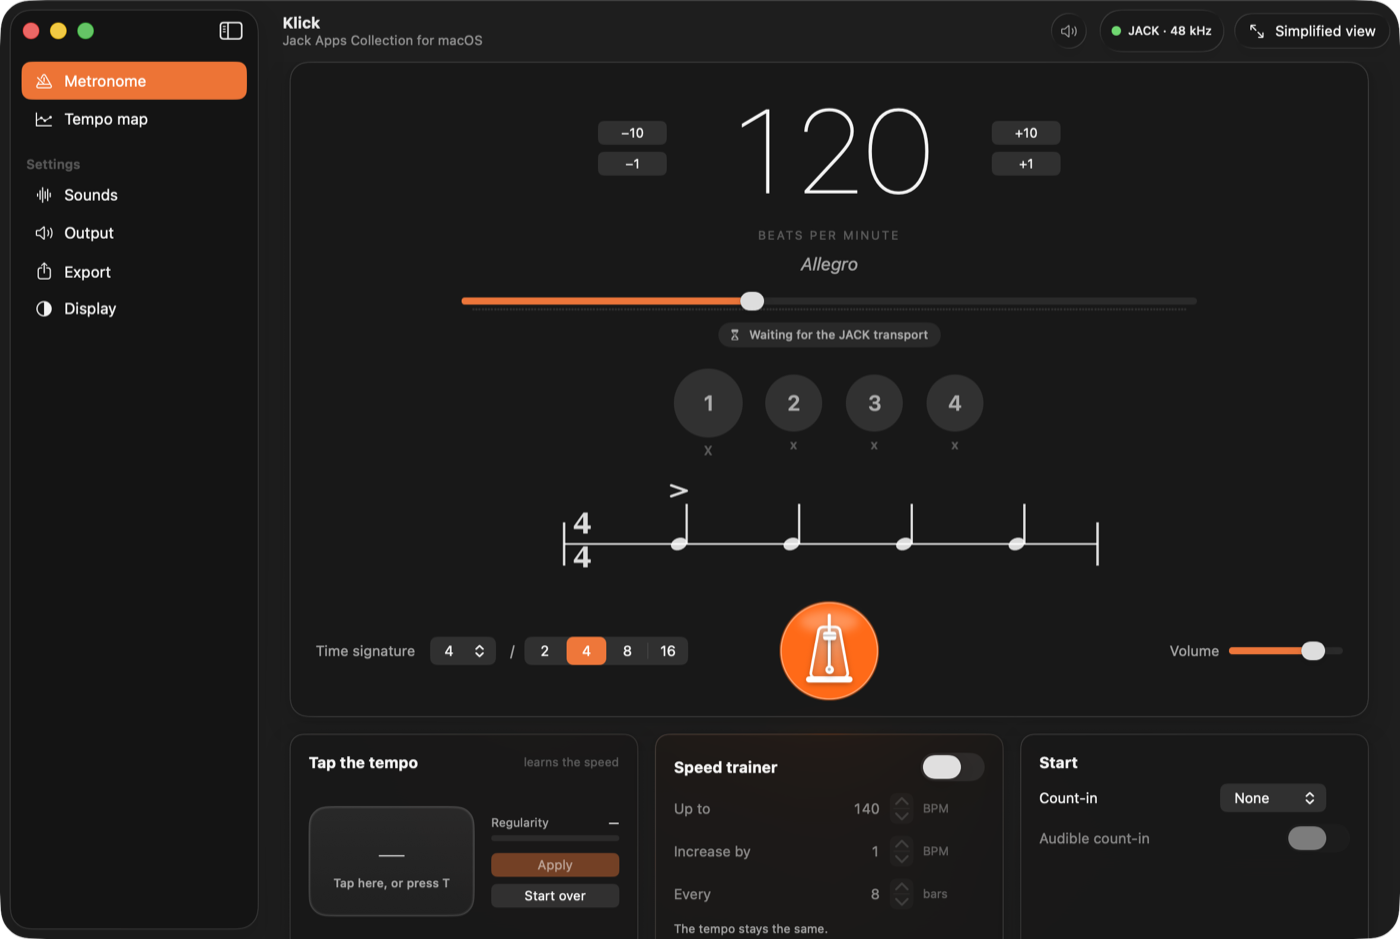 Klick
Jack Apps Collection for macOS
JACK · 48 kHz
Simplified view
Metronome
Tempo map
Settings
Sounds
Output
Export
Display
−10
−1
120
+10
+1
BEATS PER MINUTE
Allegro
Waiting for the JACK transport
1 2 3 4
x x x x
>
4
4
Time signature 4 / 2 4 8 16
Volume
Tap the tempo
learns the speed
—
Tap here, or press T
Regularity —
Apply
Start over
Speed trainer
Up to 140 BPM
Increase by 1 BPM
Every 8 bars
The tempo stays the same.
Start
Count-in None
Audible count-in